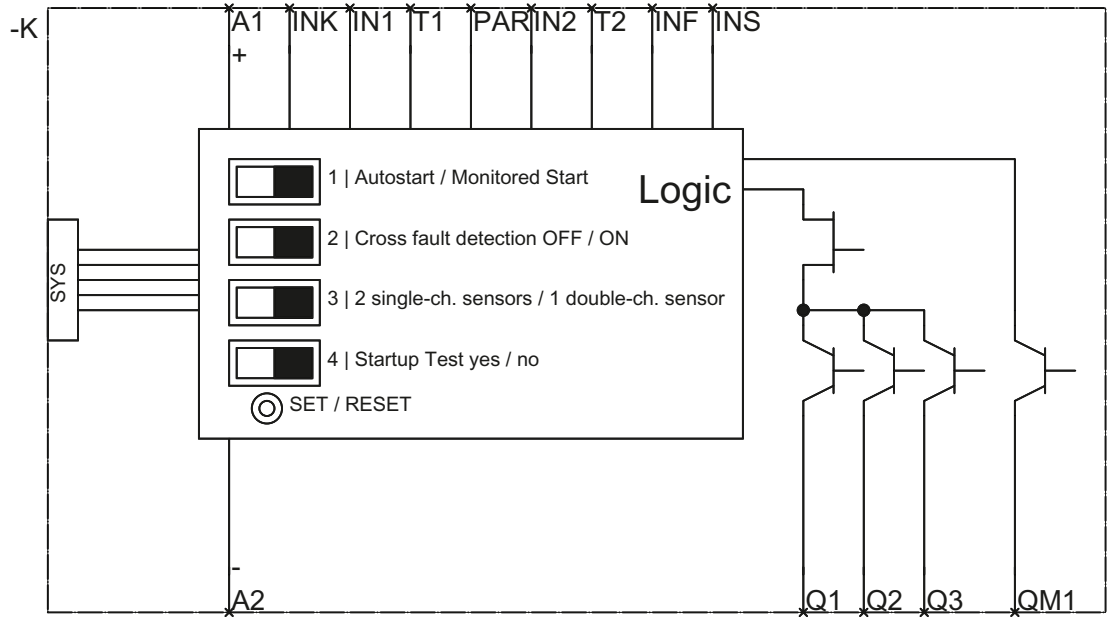 -K
A1 INK IN1 T1 PAR IN2 T2 INF INS
+
1 | Autostart / Monitored Start
Logic
2 | Cross fault detection OFF / ON
SYS
3 | 2 single-ch. sensors / 1 double-ch. sensor
4 | Startup Test yes / no
SET / RESET
-
A2 Q1 Q2 Q3 QM1